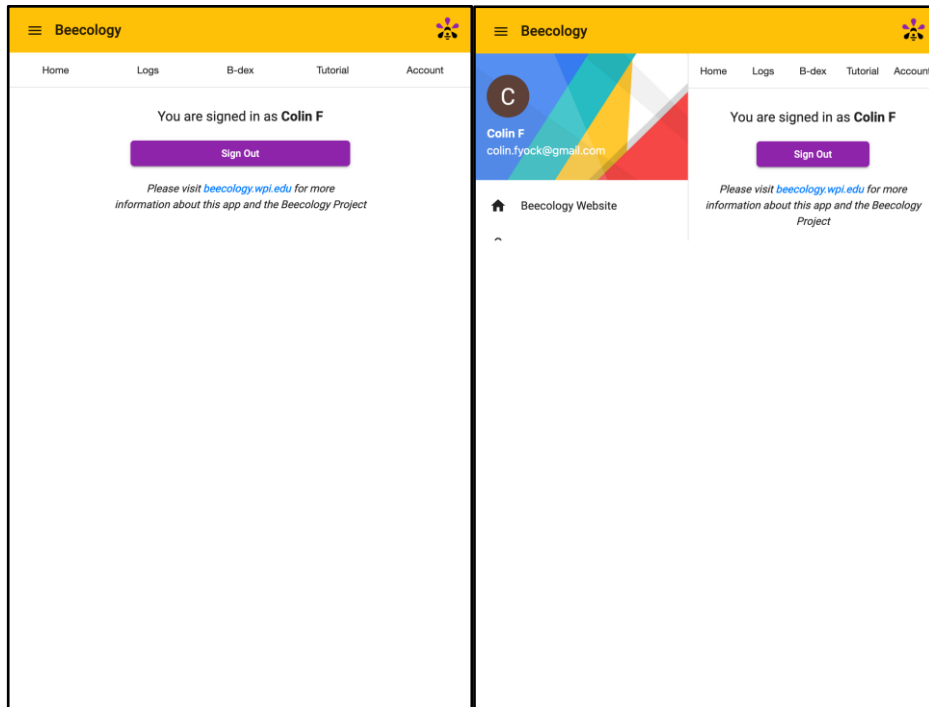 Beecology
Home Logs B-dex Tutorial Account
You are signed in as Colin F
Sign Out
Please visit beecology.wpi.edu for more
information about this app and the Beecology Project
Beecology
C
Colin F
colin.fyock@gmail.com
Beecology Website
Home Logs B-dex Tutorial Account
You are signed in as Colin F
Sign Out
Please visit beecology.wpi.edu for more
information about this app and the Beecology
Project